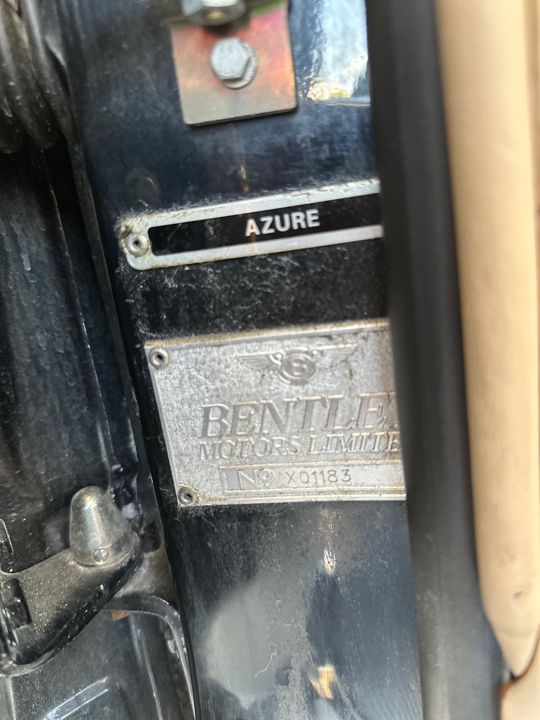 AZURE
B
BENTLE
MOTORS LIMITE
Nº X01183